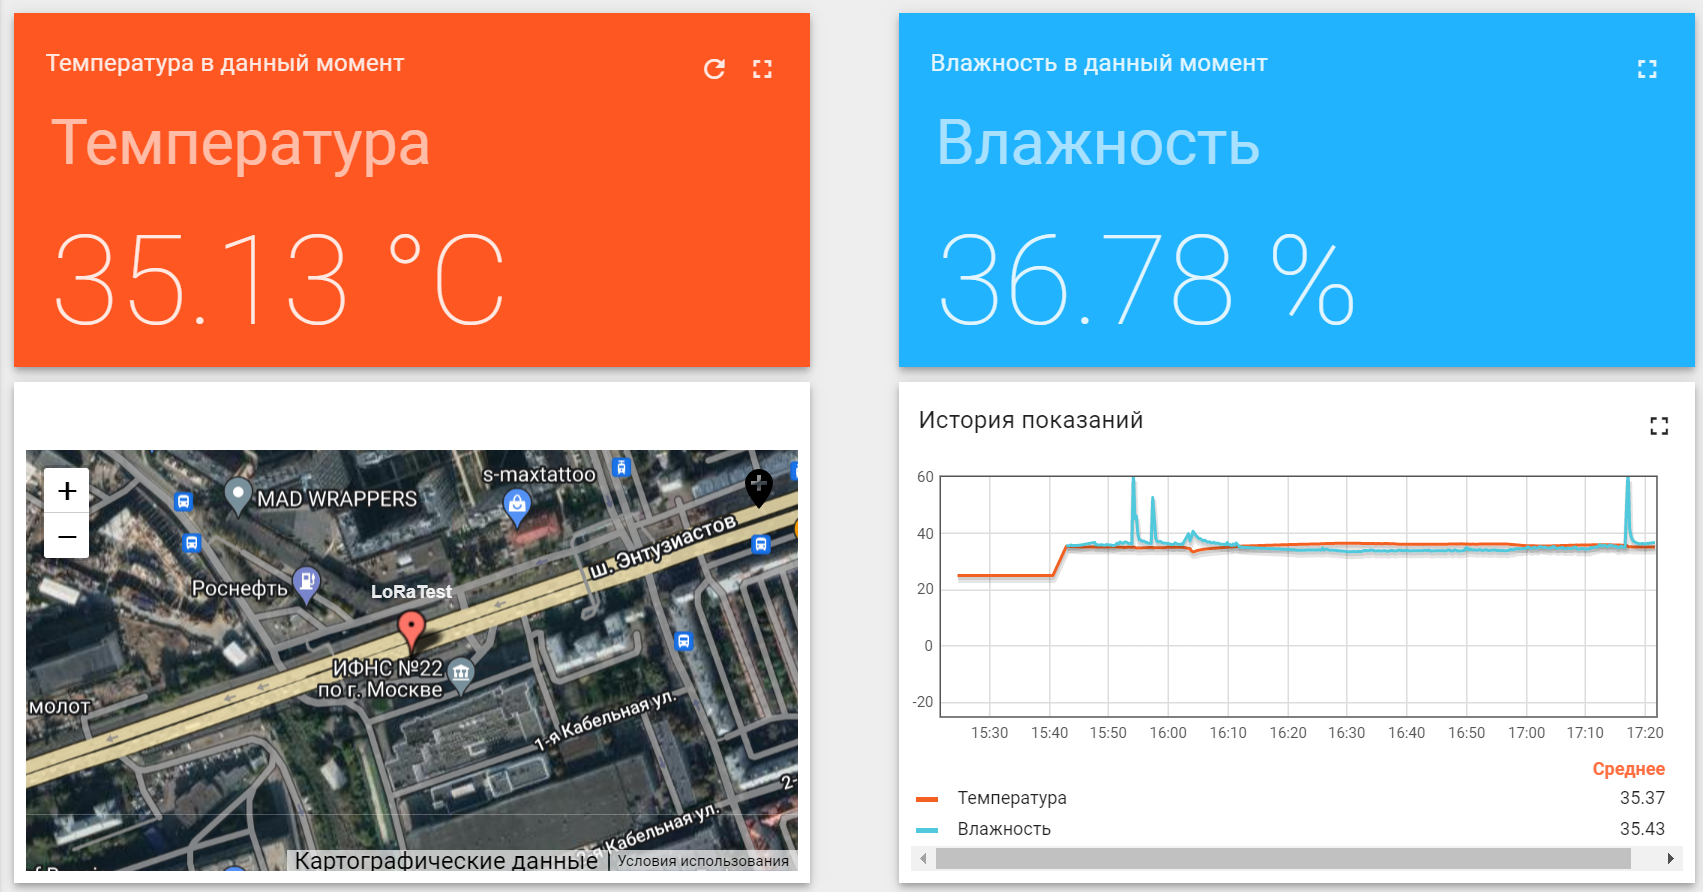 Температура в данный момент
Температура
35.13 °C
Влажность в данный момент
Влажность
36.78 %
+
−
s-maxtattoo
MAD WRAPPERS
ш. Энтузиастов
Роснефть
LoRaTest
ИФНС №22
по г. Москве
молот
1-я Кабельная ул.
2-
-я Кабельная ул.
Картографические данные
Условия использования
История показаний
60
40
20
0
-20
15:30 15:40 15:50 16:00 16:10 16:20 16:30 16:40 16:50 17:00 17:10 17:20
Среднее
Температура 35.37
Влажность 35.43